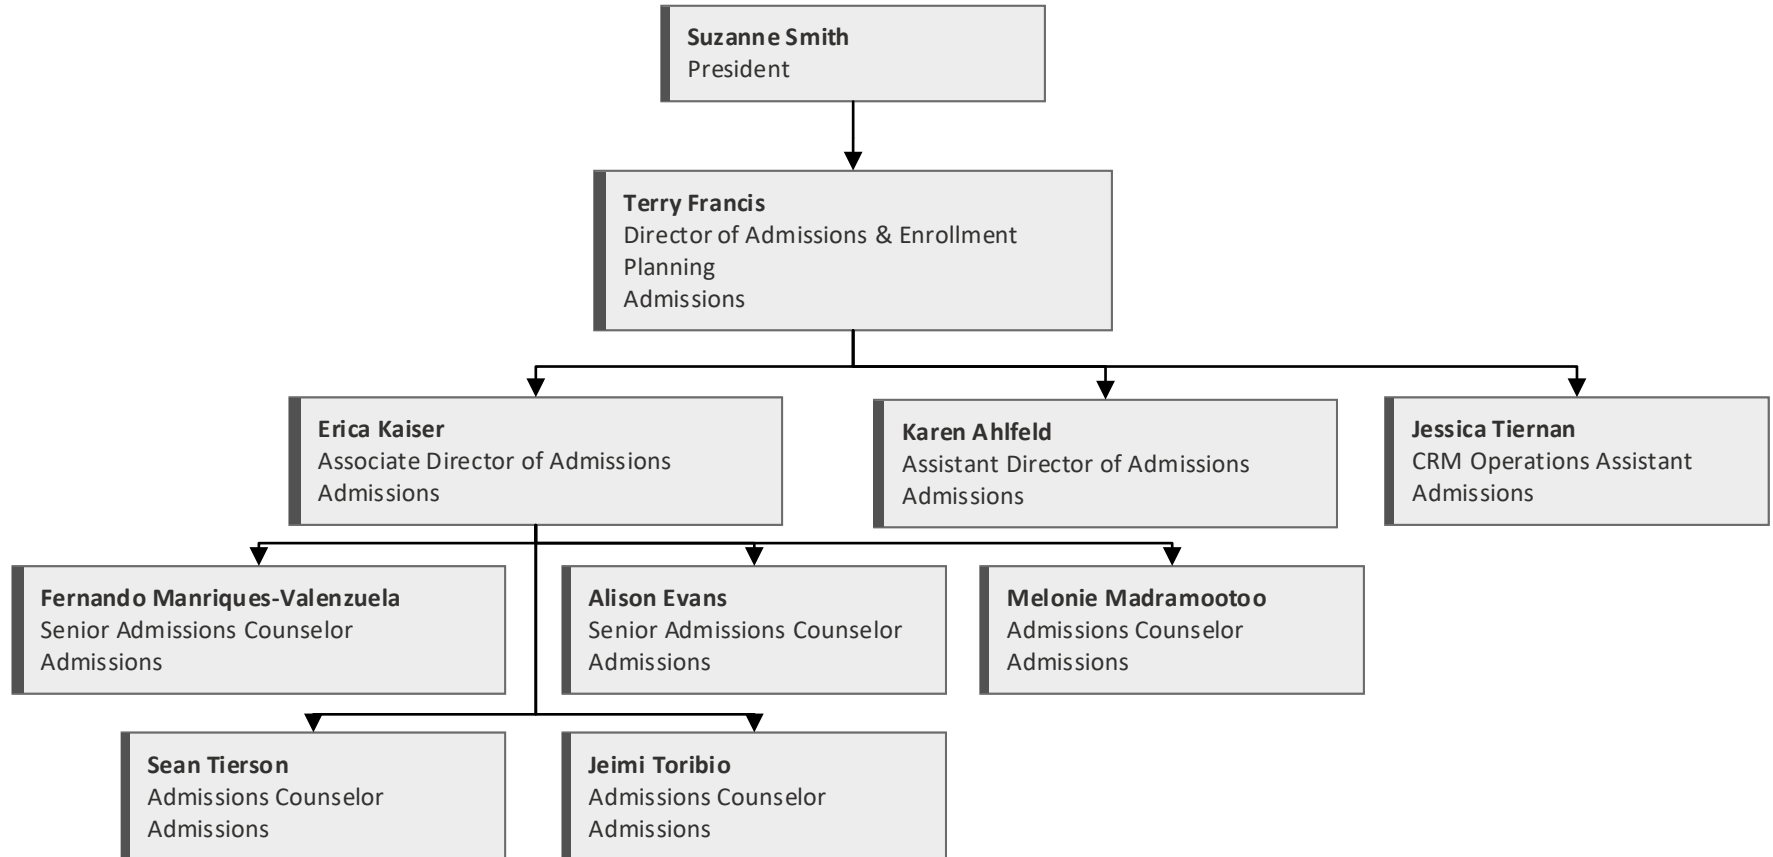 Suzanne Smith
President
Terry Francis
Director of Admissions & Enrollment
Planning
Admissions
Erica Kaiser
Associate Director of Admissions
Admissions
Karen Ahlfeld
Assistant Director of Admissions
Admissions
Jessica Tiernan
CRM Operations Assistant
Admissions
Fernando Manriques-Valenzuela
Senior Admissions Counselor
Admissions
Alison Evans
Senior Admissions Counselor
Admissions
Melonie Madramootoo
Admissions Counselor
Admissions
Sean Tierson
Admissions Counselor
Admissions
Jeimi Toribio
Admissions Counselor
Admissions